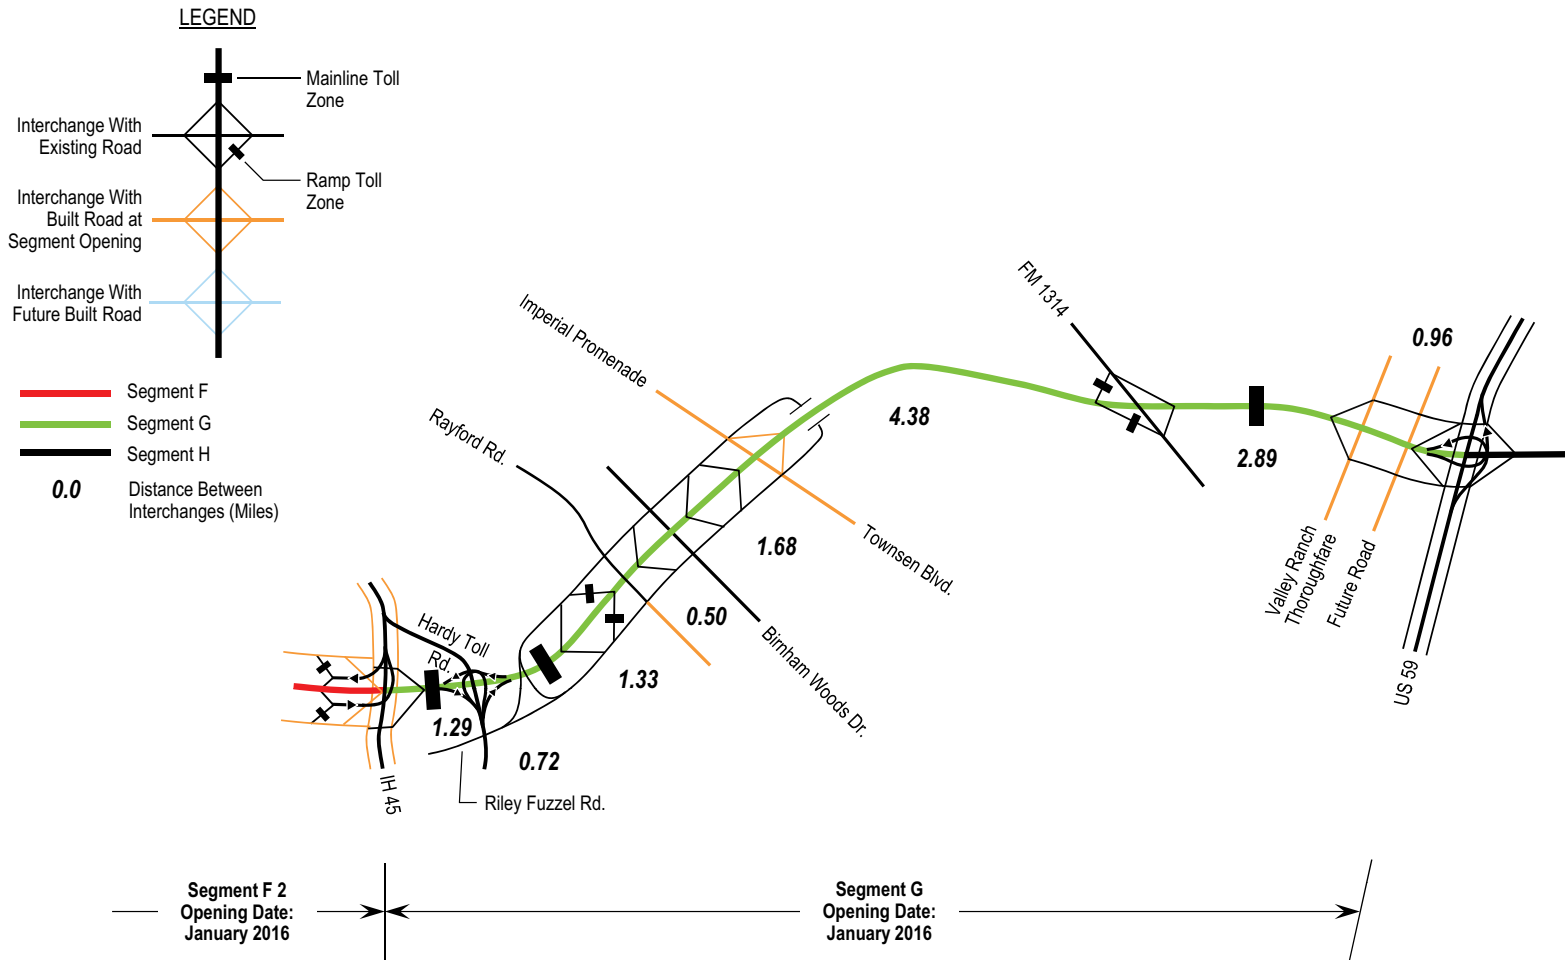 LEGEND
Mainline Toll
Zone
Interchange With
Existing Road
Ramp Toll
Zone
Interchange With
Built Road at
Segment Opening
Interchange With
Future Built Road
Segment F
Segment G
Segment H
0.0
Distance Between
Interchanges (Miles)
Imperial Promenade
Rayford Rd.
FM 1314
0.96
4.38
2.89
1.68
Townsen Blvd.
0.50
Birnham Woods Dr.
1.33
Valley Ranch
Thoroughfare
Future Road
US 59
Hardy Toll
Rd.
1.29
0.72
IH 45
Riley Fuzzel Rd.
Segment F 2
Opening Date:
January 2016
Segment G
Opening Date:
January 2016